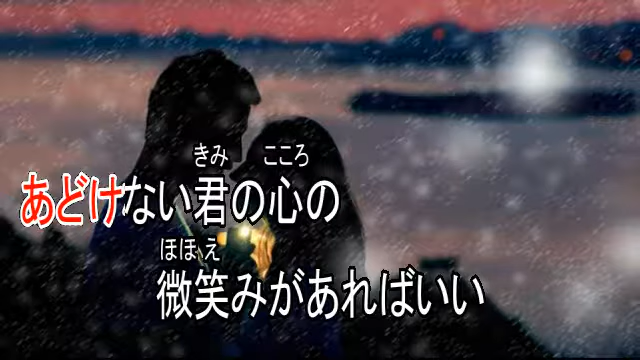 きみ こころ
あどけない君の心の
ほほ え
微笑みがあればいい